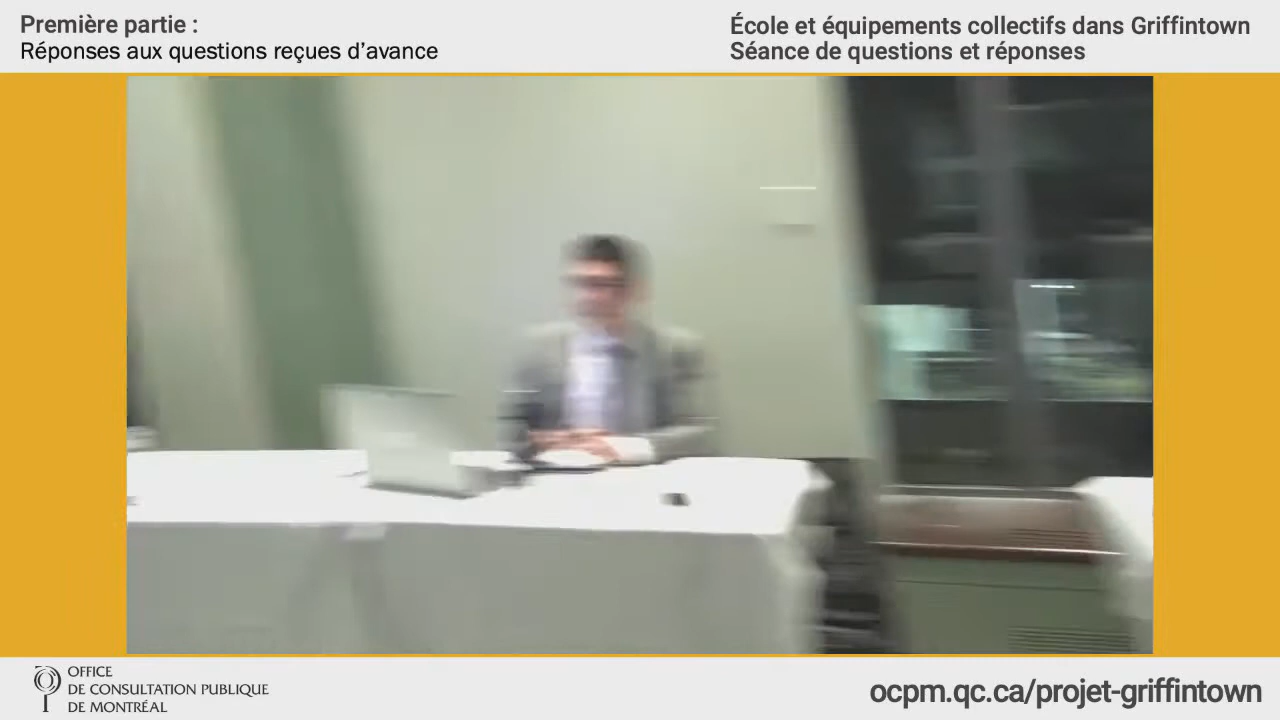 Première partie :
Réponses aux questions reçues d'avance
École et équipements collectifs dans Griffintown
Séance de questions et réponses
OFFICE
DE CONSULTATION PUBLIQUE
DE MONTRÉAL
ocpm.qc.ca/projet-griffintown